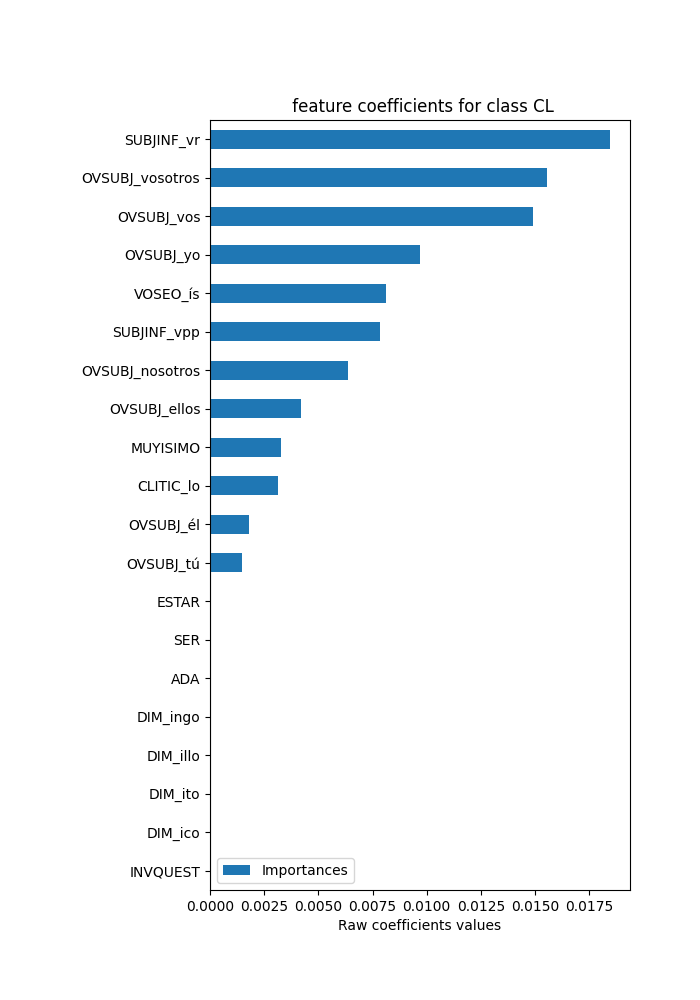 feature coefficients for class CL
SUBJINF_vr
OVSUBJ_vosotros
OVSUBJ_vos
OVSUBJ_yo
VOSEO_ís
SUBJINF_vpp
OVSUBJ_nosotros
OVSUBJ_ellos
MUYISIMO
CLITIC_lo
OVSUBJ_él
OVSUBJ_tú
ESTAR
SER
ADA
DIM_ingo
DIM_illo
DIM_ito
DIM_ico
INVQUEST
Importances
0.0000 0.0025 0.0050 0.0075 0.0100 0.0125 0.0150 0.0175
Raw coefficients values